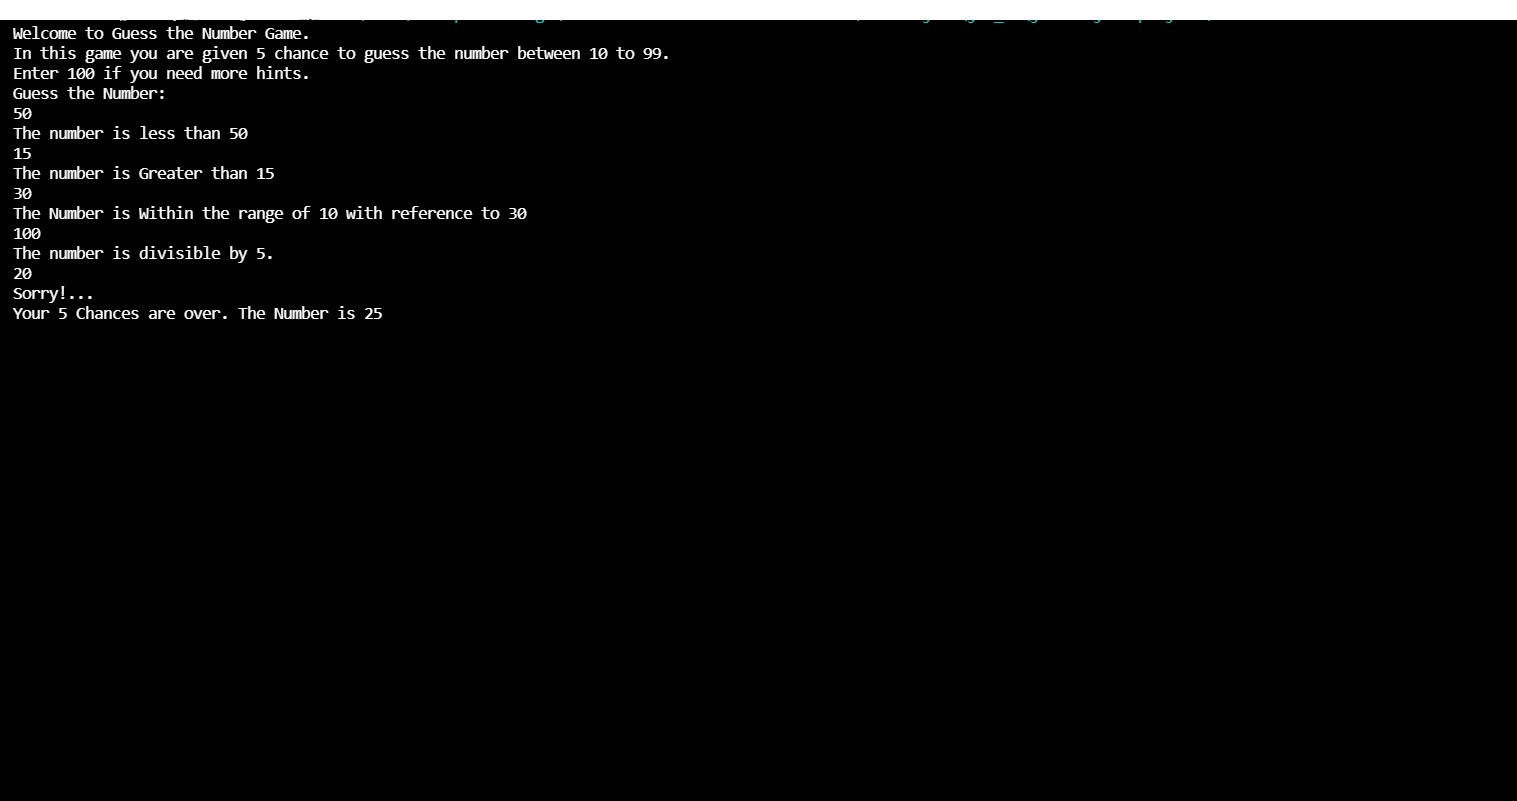 Welcome to Guess the Number Game.
In this game you are given 5 chance to guess the number between 10 to 99.
Enter 100 if you need more hints.
Guess the Number:
50
The number is less than 50
15
The number is Greater than 15
30
The Number is Within the range of 10 with reference to 30
100
The number is divisible by 5.
20
Sorry!...
Your 5 Chances are over. The Number is 25